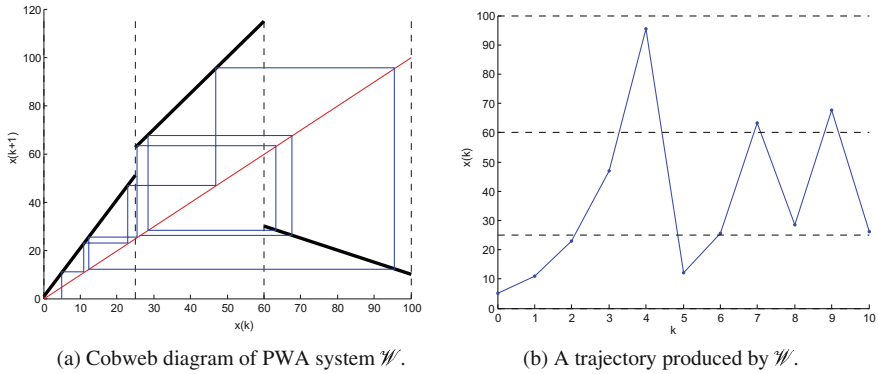 120
100
80
60
40
20
0
x(k+1)
0 10 20 30 40 50 60 70 80 90 100
x(k)
(a) Cobweb diagram of PWA system 𝒲.
100
90
80
70
60
50
40
30
20
10
0
x(k)
0 1 2 3 4 5 6 7 8 9 10
k
(b) A trajectory produced by 𝒲.